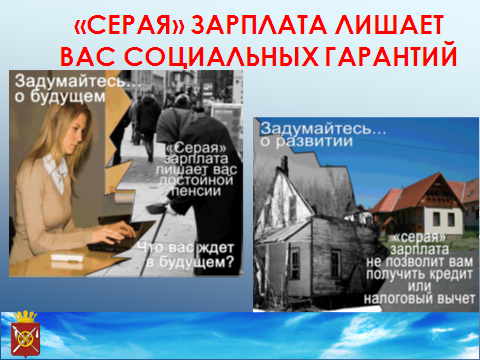 «СЕРАЯ» ЗАРПЛАТА ЛИШАЕТ
ВАС СОЦИАЛЬНЫХ ГАРАНТИЙ
Задумайтесь...
о будущем
«Серая»
зарплата
лишает вас
достойной
пенсии
Что вас ждет
в будущем?
Задумайтесь...
о развитии
«серая»
зарплата
не позволит вам
получить кредит
или
налоговый вычет